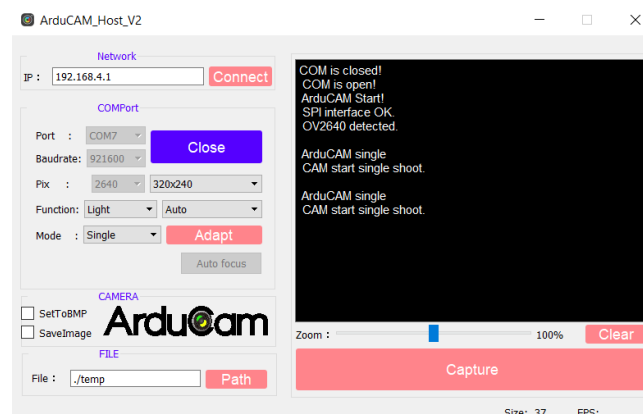 ArduCAM_Host_V2
Network
IP : 192.168.4.1 Connect
COMPort
Port : COM7
Baudrate: 921600
Close
Pix : 2640 320x240
Function: Light Auto
Mode : Single Adapt
Auto focus
CAMERA
SetToBMP
SaveImage
ArduCam
FILE
File : ./temp Path
COM is closed!
COM is open!
ArduCAM Start!
SPI interface OK.
OV2640 detected.
ArduCAM single
CAM start single shoot.
ArduCAM single
CAM start single shoot.
Zoom : 100% Clear
Capture
Size: 37 FPS: